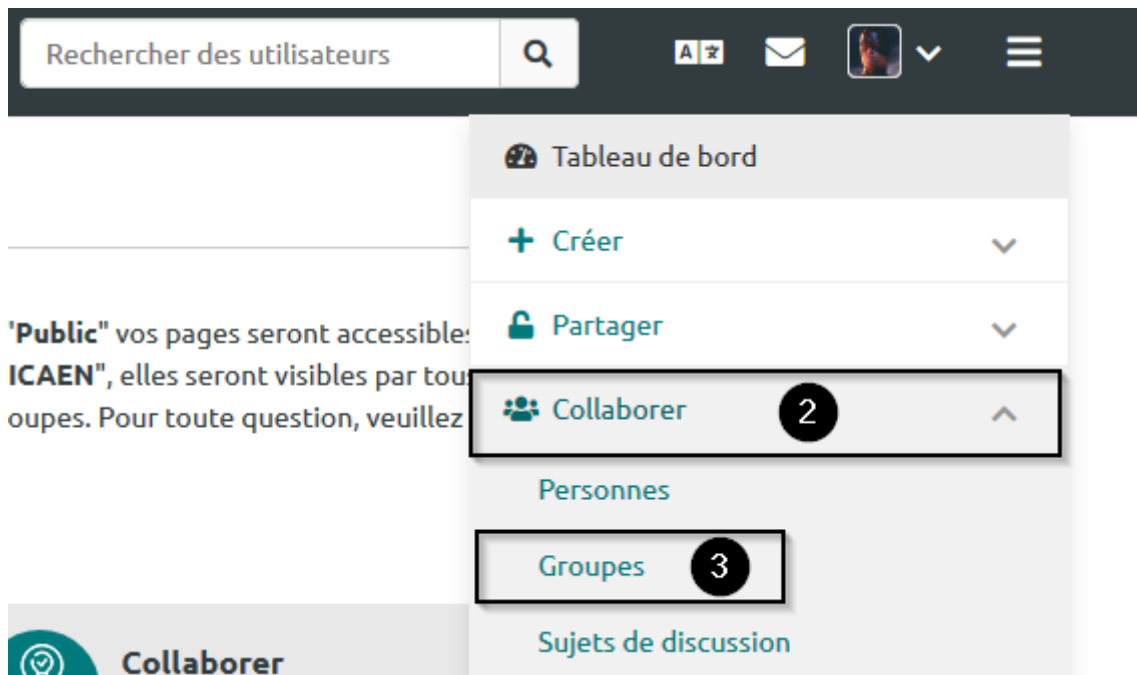 Rechercher des utilisateurs
A
Tableau de bord
Créer
Partager
Collaborer 2
Personnes
Groupes 3
Sujets de discussion
"Public" vos pages seront accessibles
ICAEN", elles seront visibles par tous
oupes. Pour toute question, veuillez
Collaborer